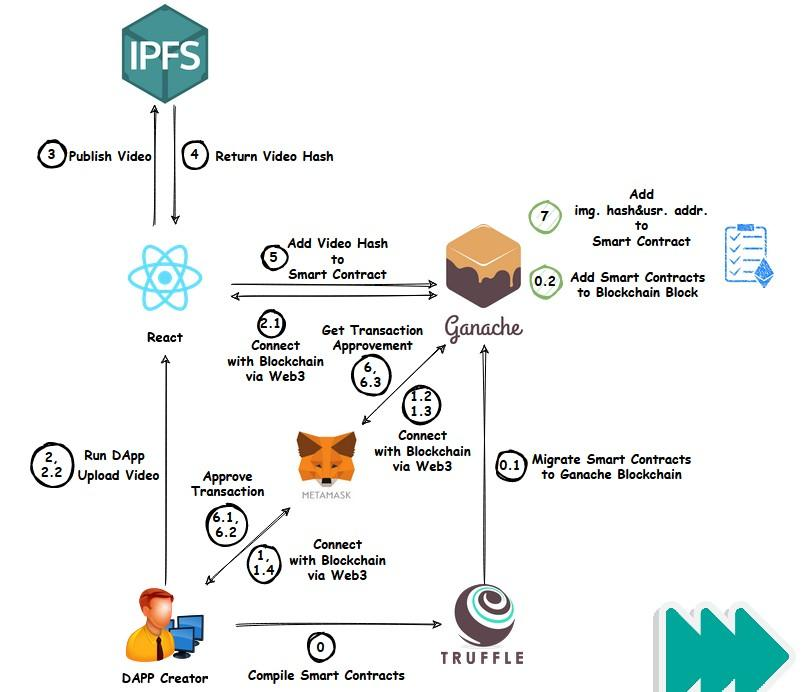 IPFS
3
Publish Video
4
Return Video Hash
7
Add
img. hash&usr. addr.
to
Smart Contract
5
Add Video Hash
to
Smart Contract
0.2
Add Smart Contracts
to Blockchain Block
React
2.1
Connect
with Blockchain
via Web3
Get Transaction
Approvement
Ganache
6,
6.3
1.2
1.3
Connect
with Blockchain
via Web3
2,
2.2
Run DApp
Upload Video
METAMASK
0.1
Migrate Smart Contracts
to Ganache Blockchain
Approve
Transaction
6.1,
6.2
1,
1.4
Connect
with Blockchain
via Web3
0
Compile Smart Contracts
DAPP Creator
TRUFFLE